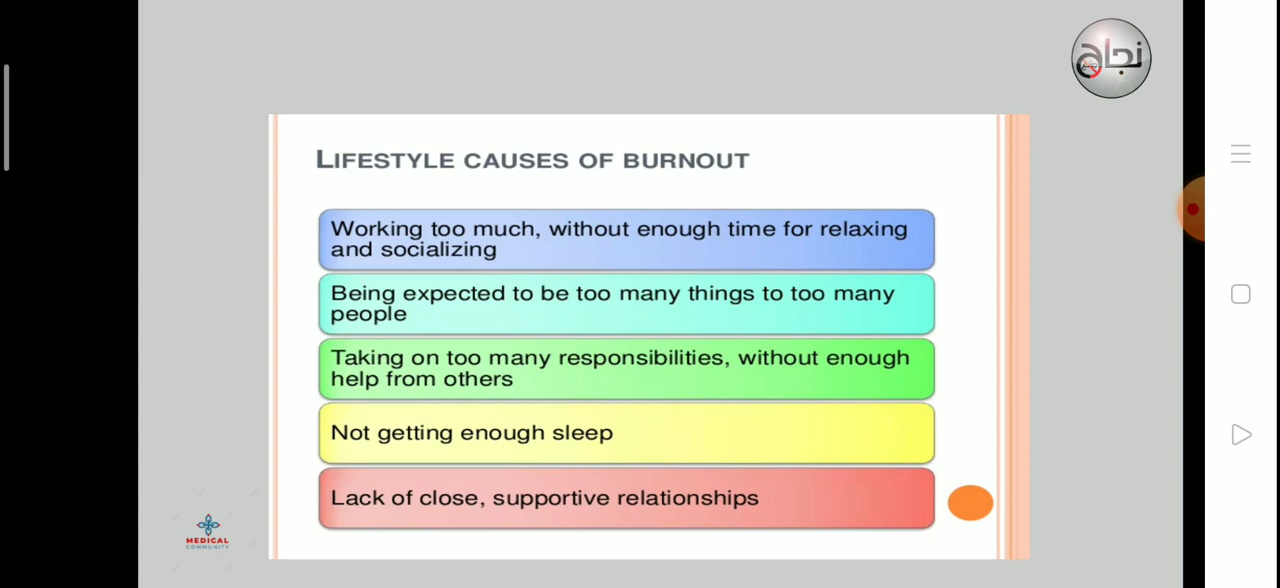 نجاح
LIFESTYLE CAUSES OF BURNOUT
Working too much, without enough time for relaxing
and socializing
Being expected to be too many things to too many
people
Taking on too many responsibilities, without enough
help from others
Not getting enough sleep
Lack of close, supportive relationships
MEDICAL
COMMUNITY